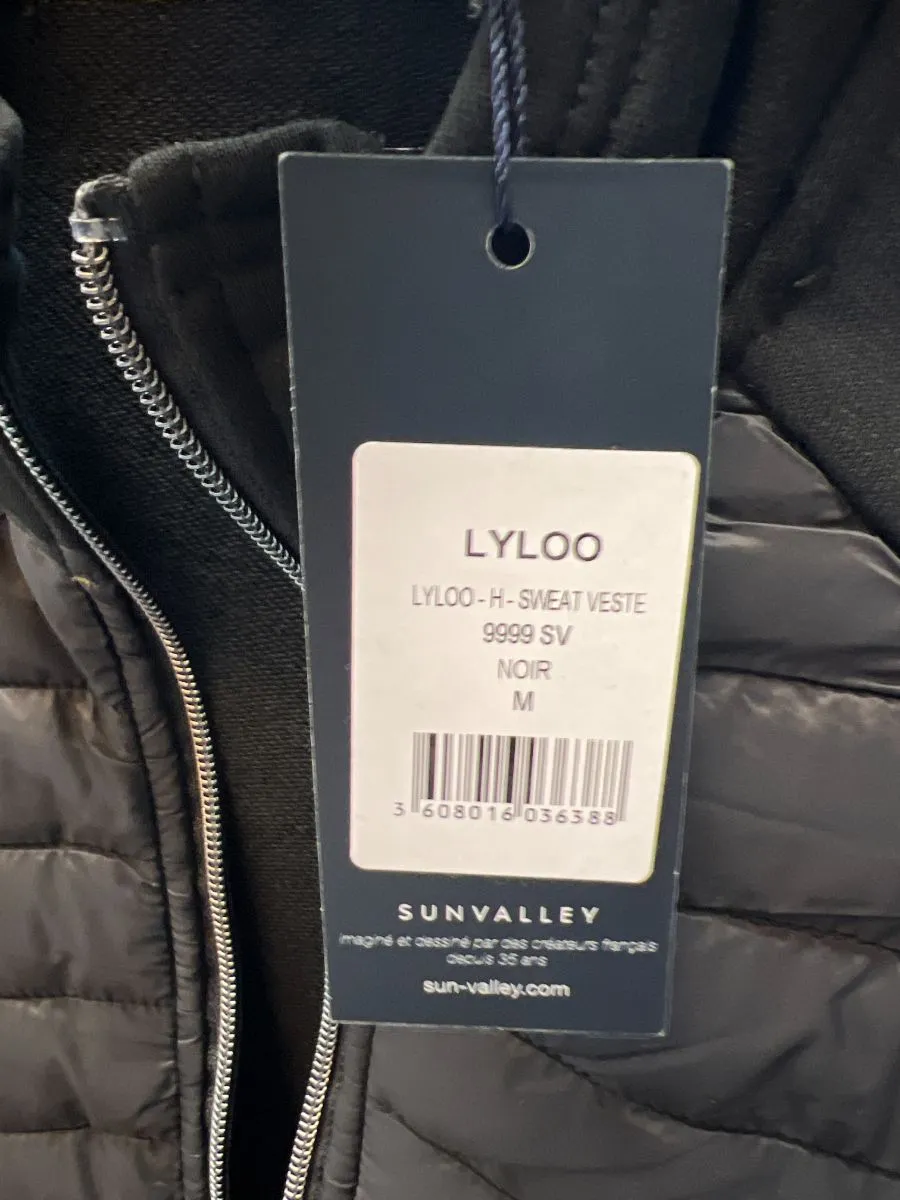 LYLOO
LYLOO - H - SWEAT VESTE
9999 SV
NOIR
M
3 608016 036388
SUNVALLEY
imaginé et dessiné par des créateurs français
depuis 35 ans
sun-valley.com